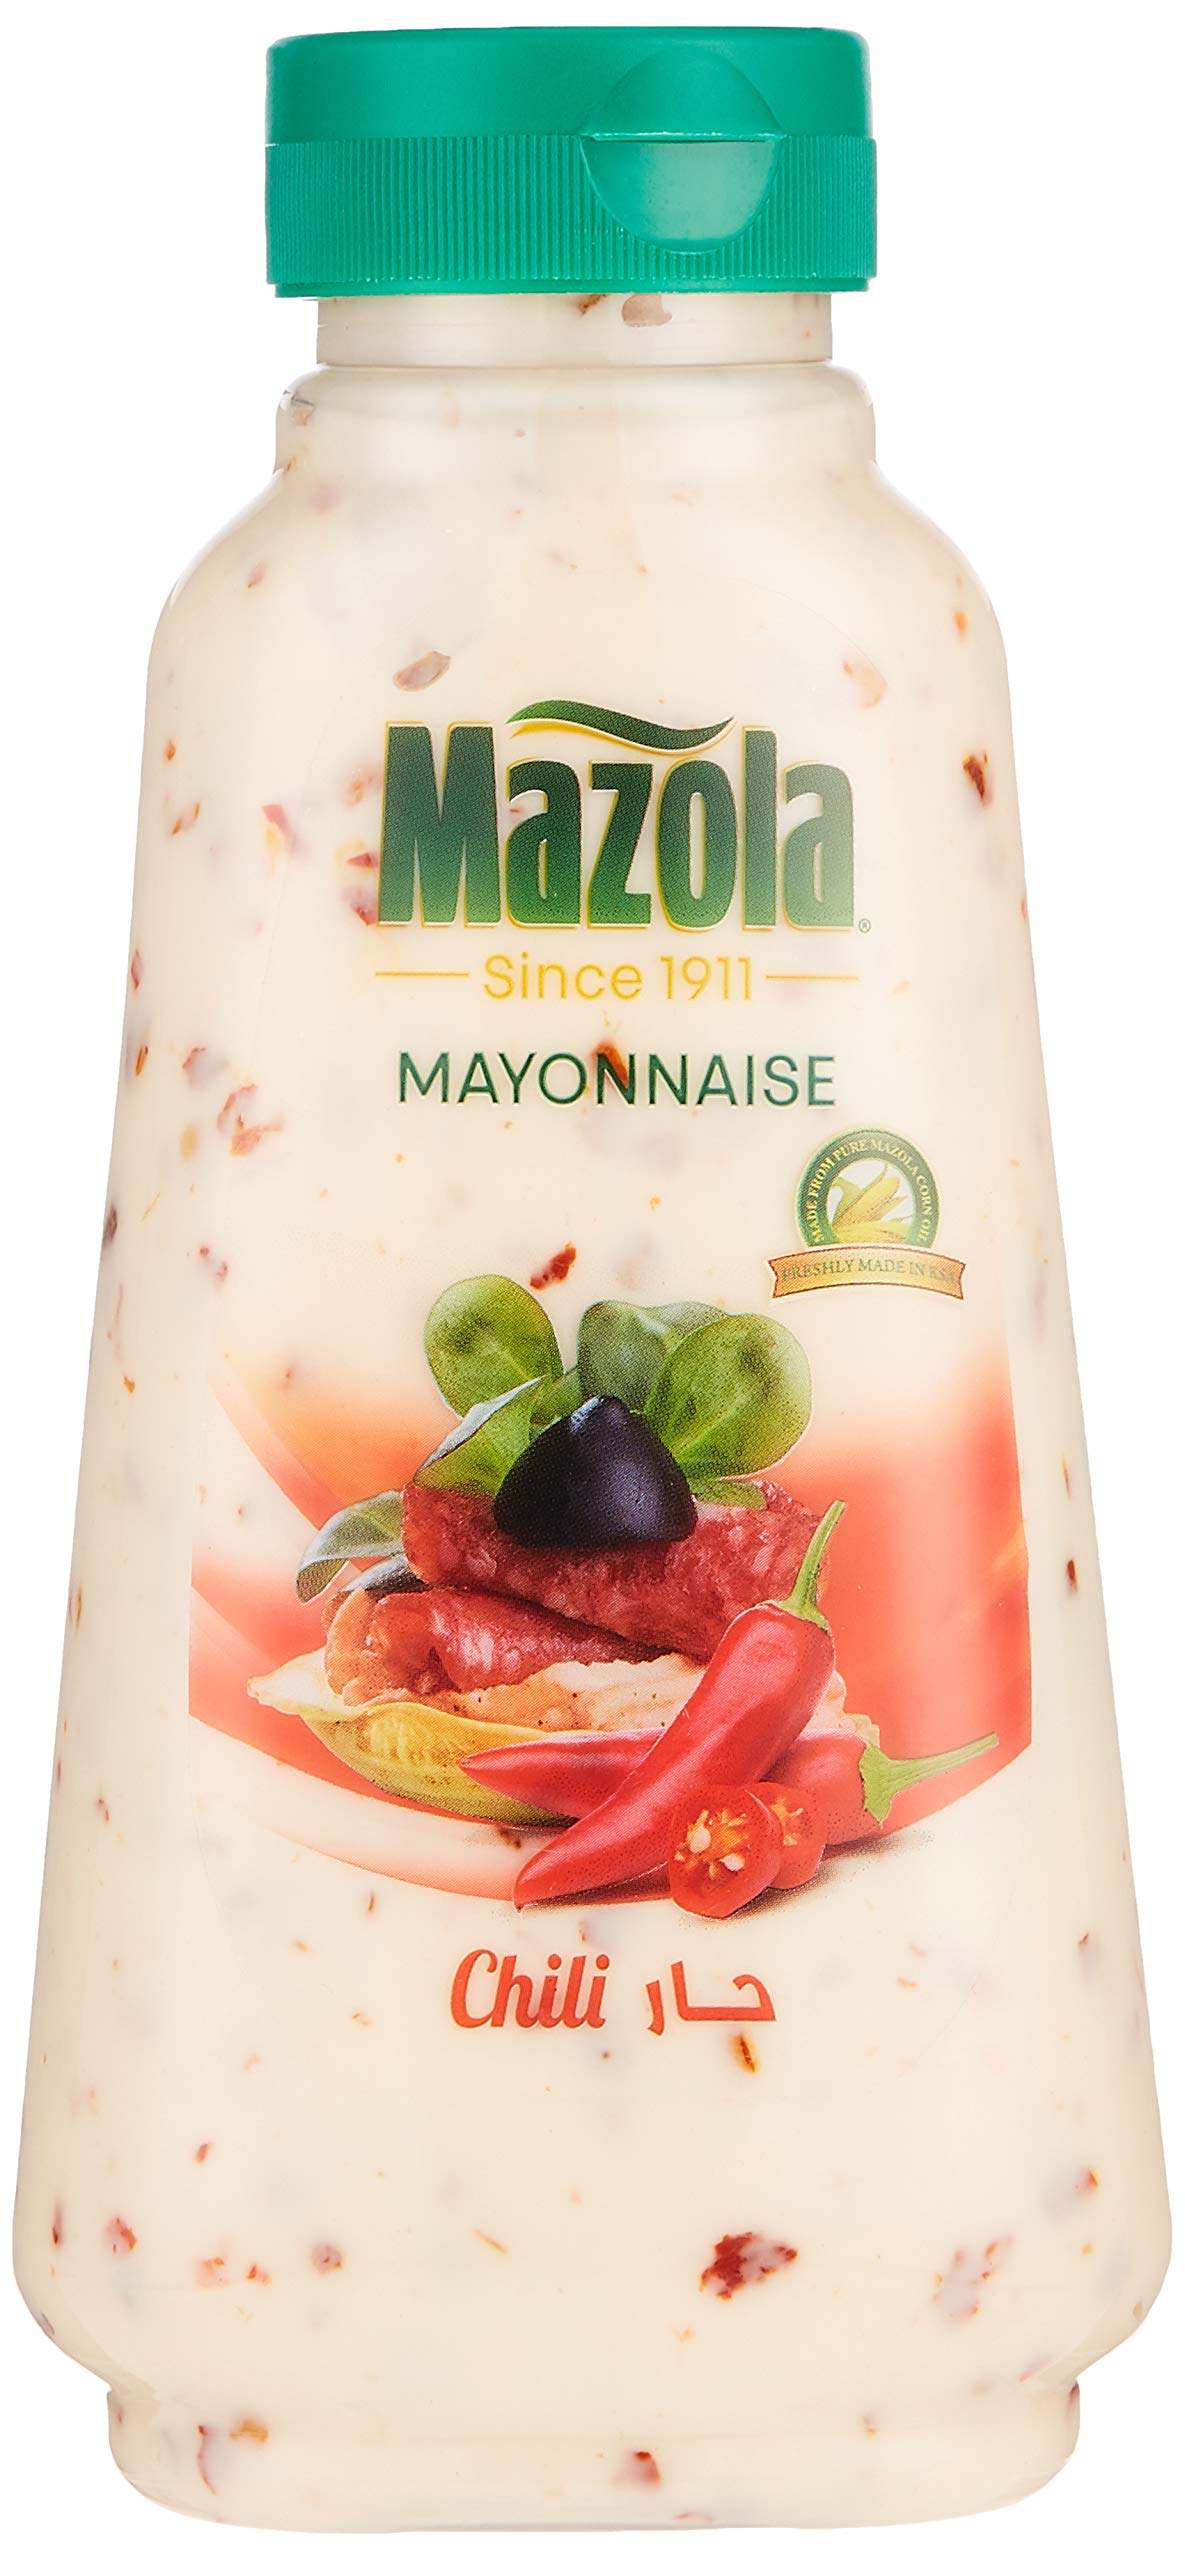 Mazola®
Since 1911
MAYONNAISE
MADE FROM PURE MAZOLA CORN OIL
FRESHLY MADE IN KSA
Chili حار